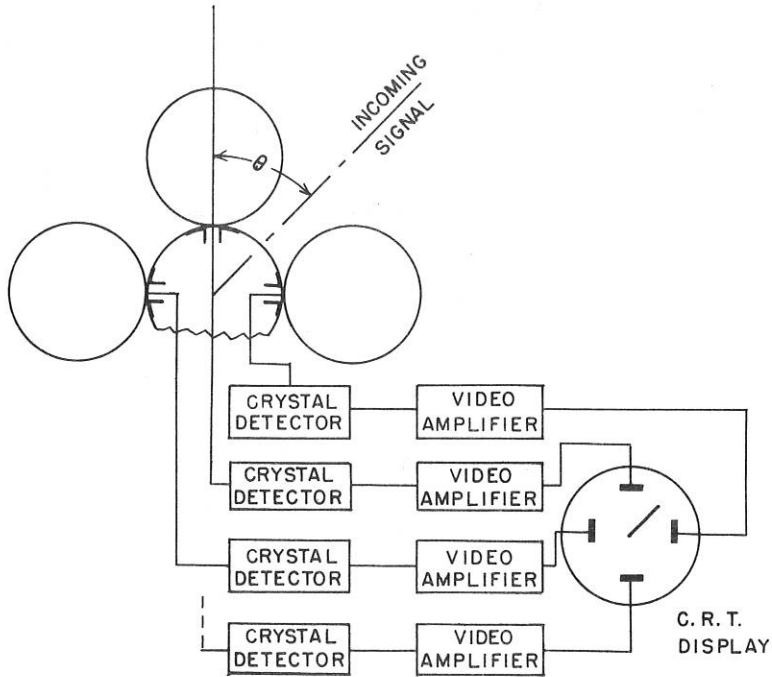 INCOMING
SIGNAL
θ
CRYSTAL
DETECTOR
VIDEO
AMPLIFIER
CRYSTAL
DETECTOR
VIDEO
AMPLIFIER
CRYSTAL
DETECTOR
VIDEO
AMPLIFIER
CRYSTAL
DETECTOR
VIDEO
AMPLIFIER
C.R.T.
DISPLAY